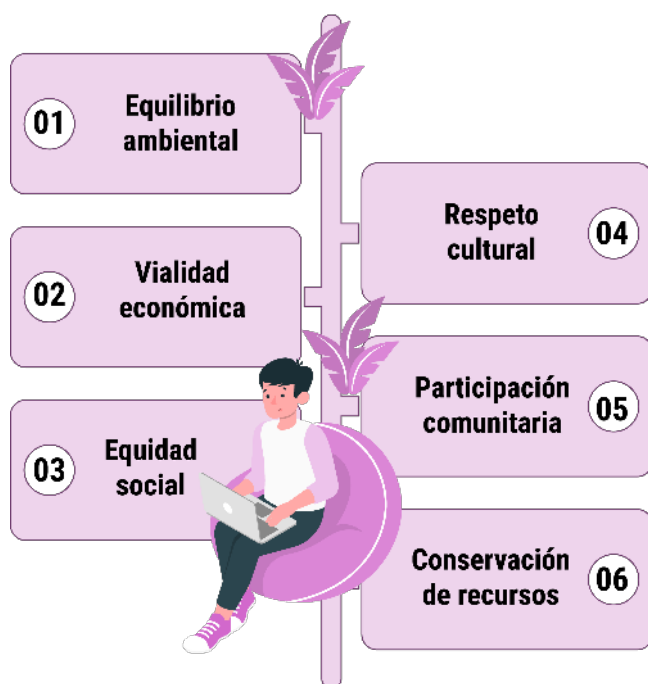 01
Equilibrio
ambiental
02
Vialidad
económica
03
Equidad
social
Respeto
cultural
04
Participación
comunitaria
05
Conservación
de recursos
06